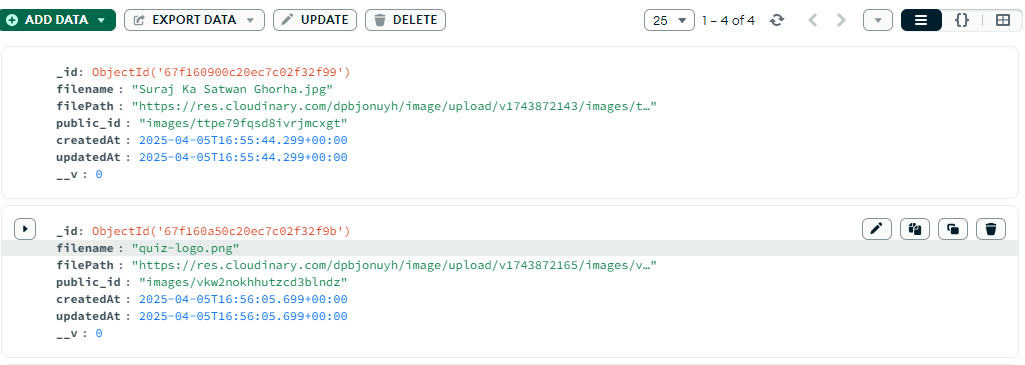 ADD DATA EXPORT DATA UPDATE DELETE 25 1 – 4 of 4 {}
_id: ObjectId('67f160900c20ec7c02f32f99')
filename : "Suraj Ka Satwan Ghorha.jpg"
filePath : "https://res.cloudinary.com/dpbjonuyh/image/upload/v1743872143/images/t…"
public_id : "images/ttpe79fqsd8ivrjmcxgt"
createdAt : 2025-04-05T16:55:44.299+00:00
updatedAt : 2025-04-05T16:55:44.299+00:00
__v : 0
_id: ObjectId('67f160a50c20ec7c02f32f9b')
filename : "quiz-logo.png"
filePath : "https://res.cloudinary.com/dpbjonuyh/image/upload/v1743872165/images/v…"
public_id : "images/vkw2nokhhutzcd3blndz"
createdAt : 2025-04-05T16:56:05.699+00:00
updatedAt : 2025-04-05T16:56:05.699+00:00
__v : 0